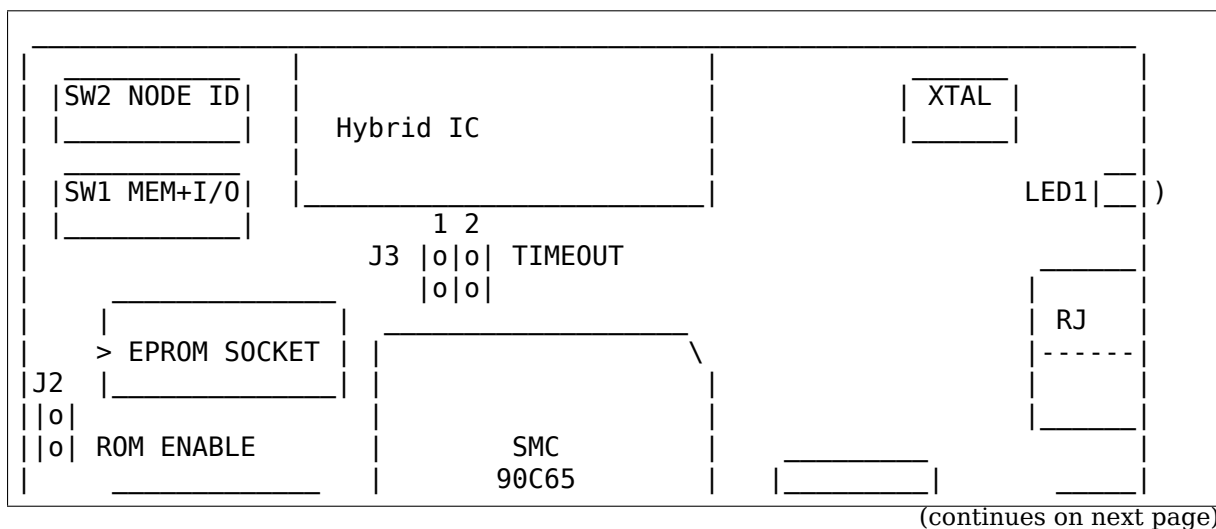 SW2 NODE ID
XTAL
Hybrid IC
SW1 MEM+I/O
LED1|__|)
1 2
J3 |o|o| TIMEOUT
|o|o|
RJ
> EPROM SOCKET
J2
|o|
|o| ROM ENABLE
SMC
90C65
(continues on next page)